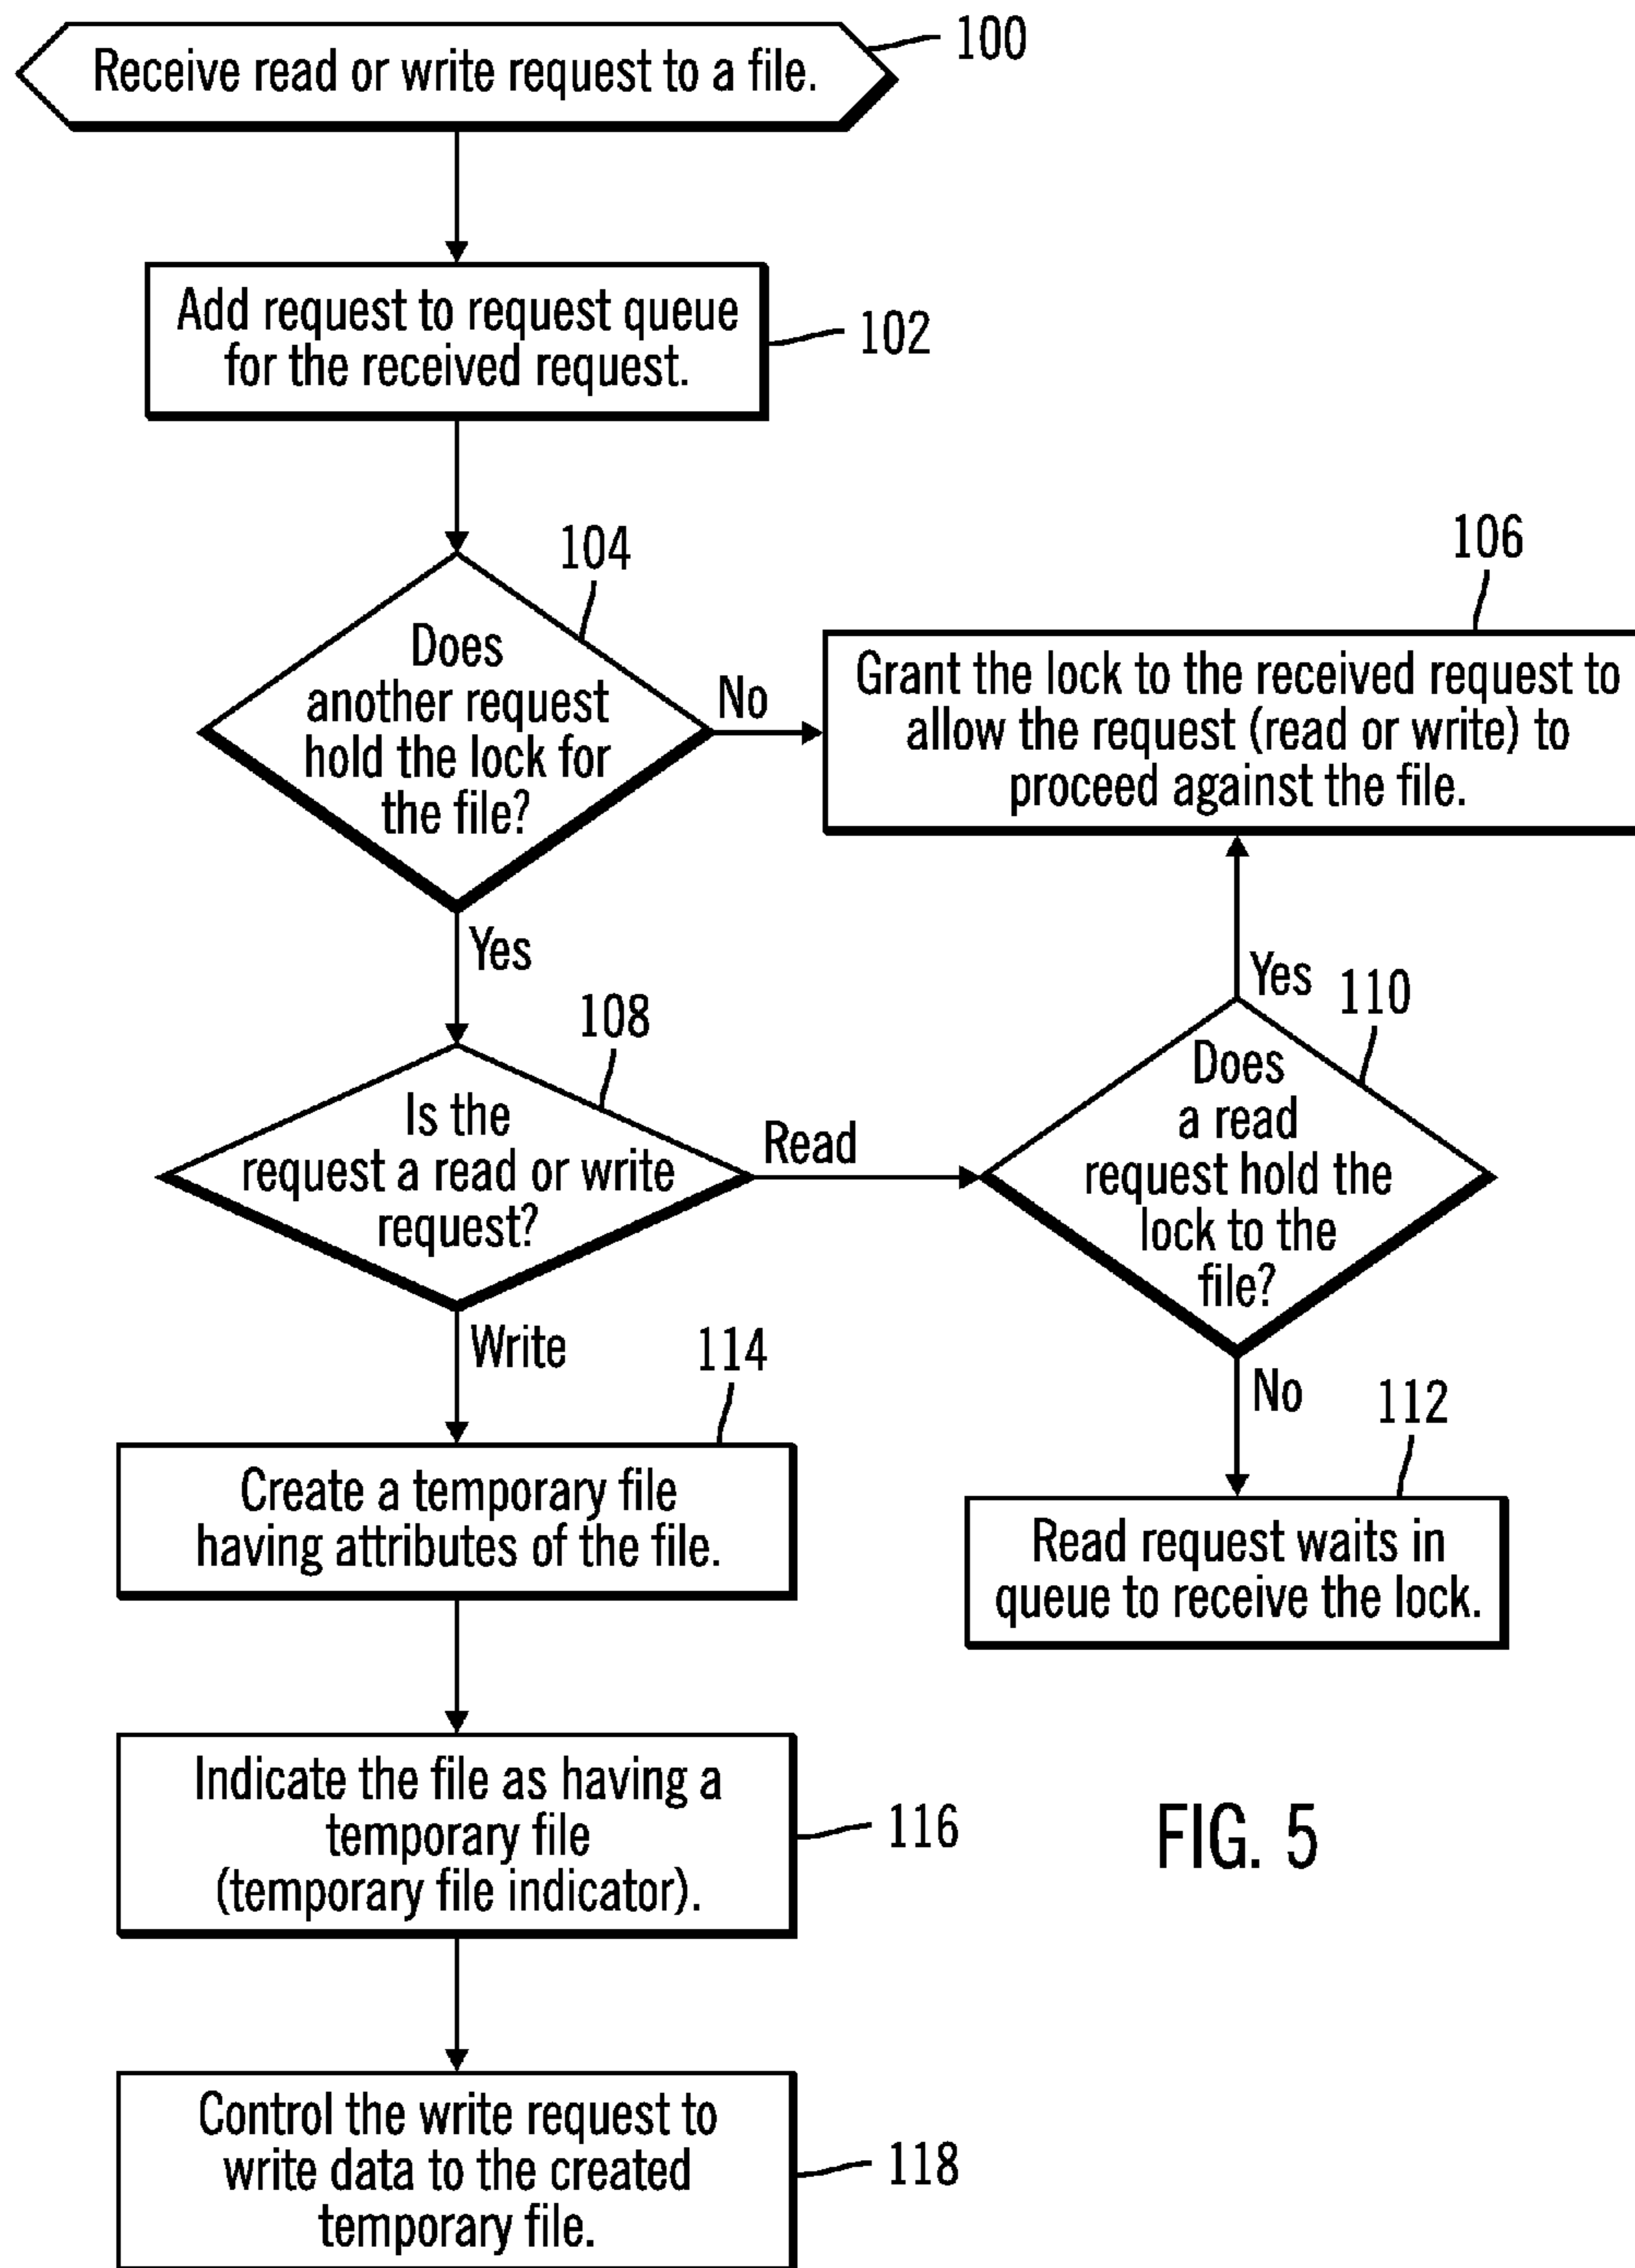 Receive read or write request to a file.
100
Add request to request queue
for the received request.
102
104
Does
another request
hold the lock for
the file?
No
Yes
106
Grant the lock to the received request to
allow the request (read or write) to
proceed against the file.
108
Is the
request a read or write
request?
Read
Write
110
Yes
Does
a read
request hold the
lock to the
file?
No
112
Read request waits in
queue to receive the lock.
114
Create a temporary file
having attributes of the file.
Indicate the file as having a
temporary file
(temporary file indicator).
116
Control the write request to
write data to the created
temporary file.
118
FIG. 5